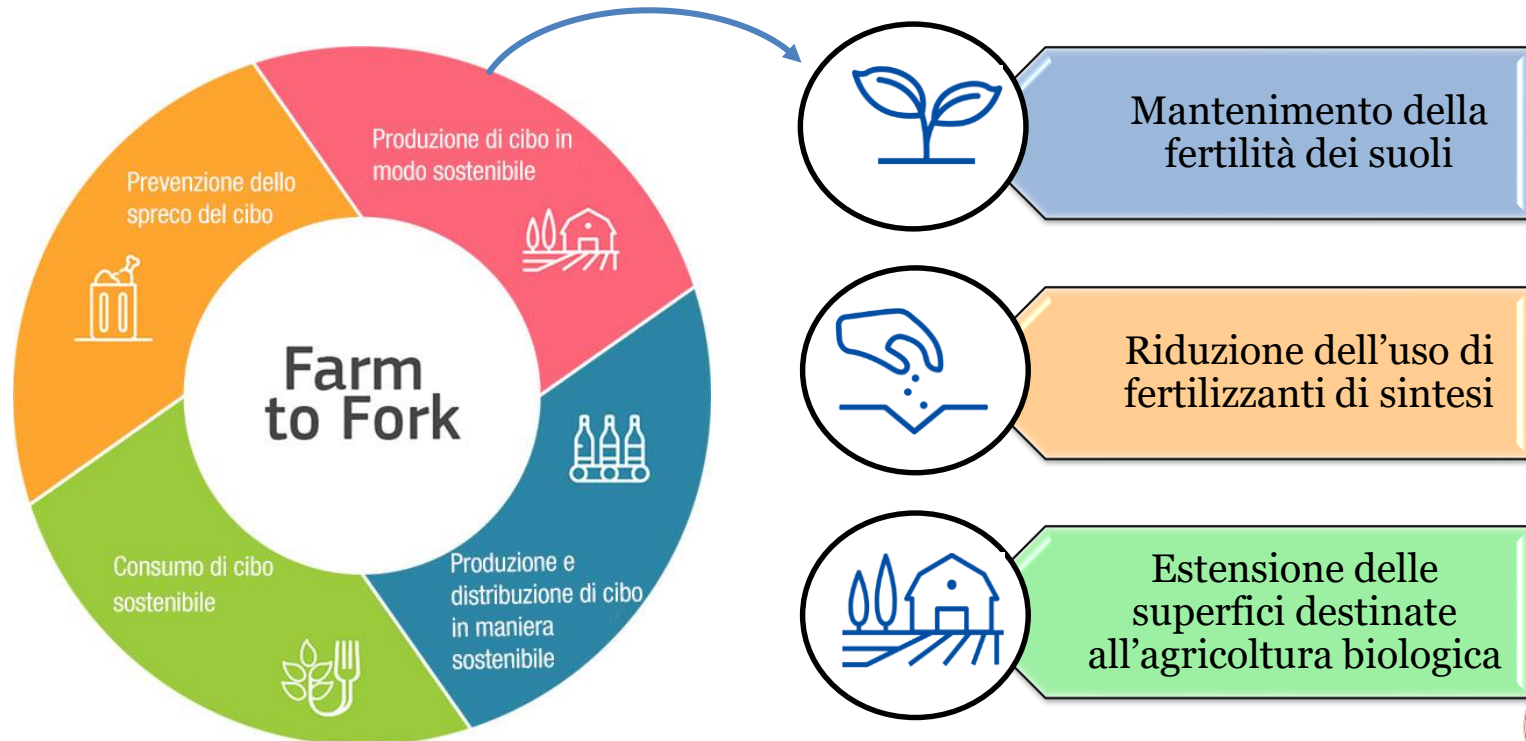 Produzione di cibo in
modo sostenibile
Prevenzione dello
spreco del cibo
Farm
to Fork
Consumo di cibo
sostenibile
Produzione e
distribuzione di cibo
in maniera
sostenibile
Mantenimento della
fertilità dei suoli
Riduzione dell’uso di
fertilizzanti di sintesi
Estensione delle
superfici destinate
all’agricoltura biologica